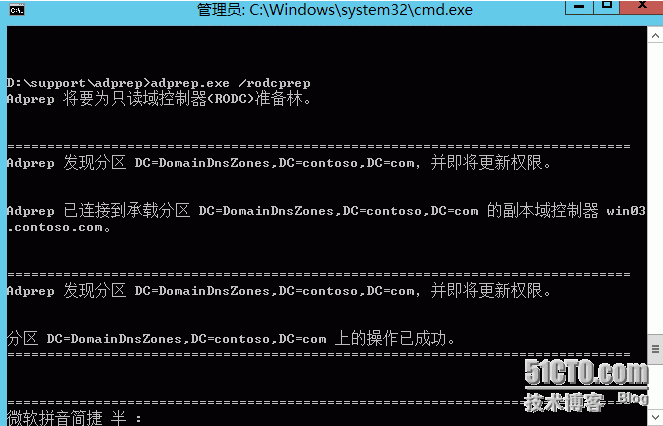 管理员: C:\Windows\system32\cmd.exe
D:\support\adprep>adprep.exe /rodcprep
Adprep 将要为只读域控制器(RODC)准备林。
==============================================================================
Adprep 发现分区 DC=DomainDnsZones,DC=contoso,DC=com, 并即将更新权限。
Adprep 已连接到承载分区 DC=DomainDnsZones,DC=contoso,DC=com 的副本域控制器 win03
.contoso.com。
==============================================================================
Adprep 发现分区 DC=DomainDnsZones,DC=contoso,DC=com, 并即将更新权限。
分区 DC=DomainDnsZones,DC=contoso,DC=com 上的操作已成功。
==============================================================================
==============================================================================
微软拼音简捷 半 :
51CTO.com
技术博客 Blog